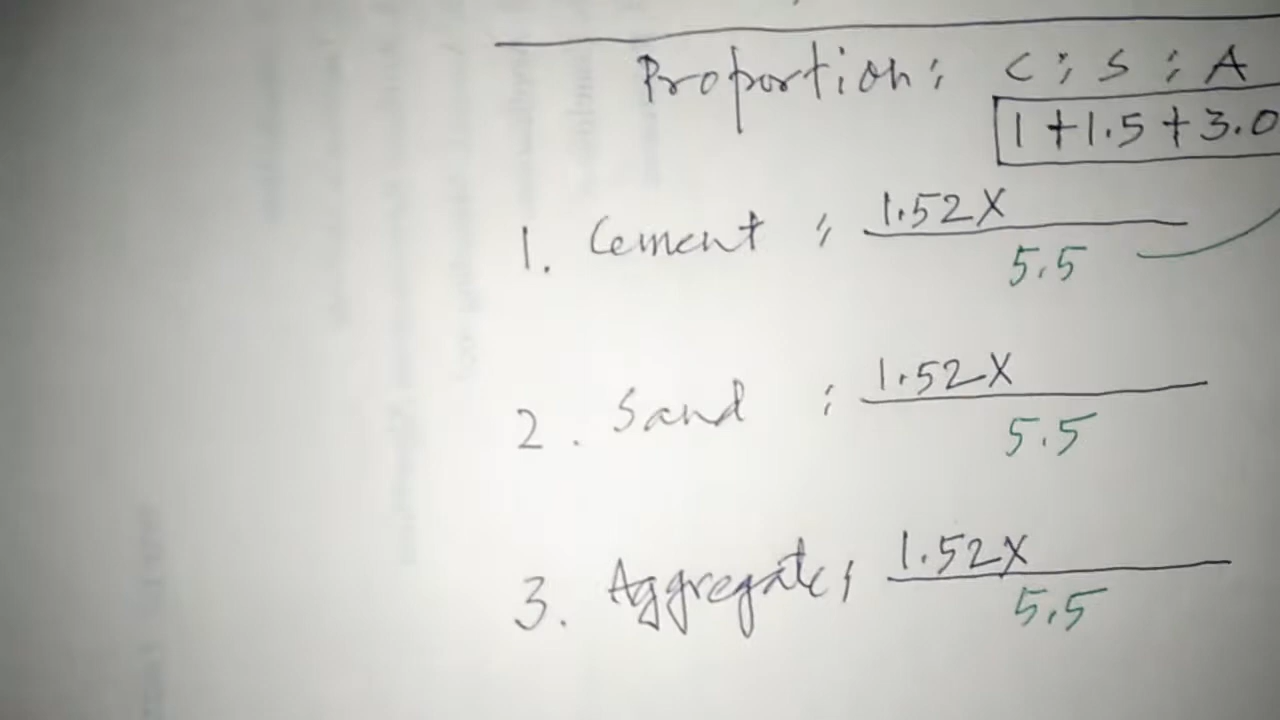 Proportion: C : S : A
1 + 1.5 + 3.0
1. Cement : 1.52 X
5.5
2. Sand : 1.52 X
5.5
3. Aggregate : 1.52 X
5.5